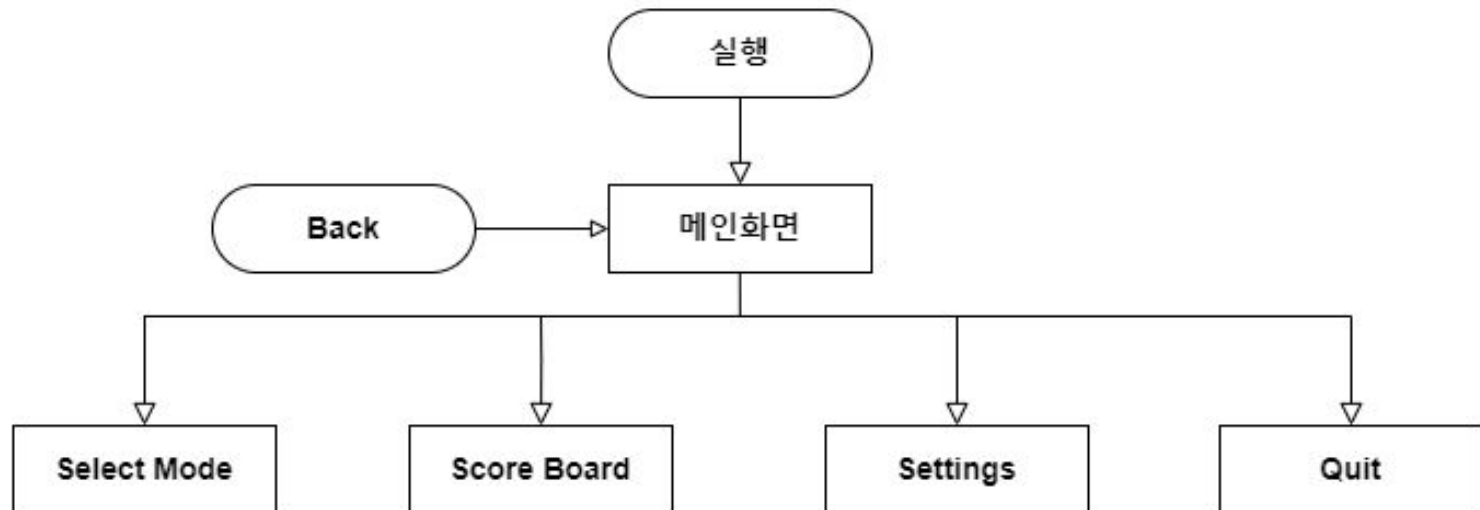 실행
Back
메인화면
Select Mode
Score Board
Settings
Quit